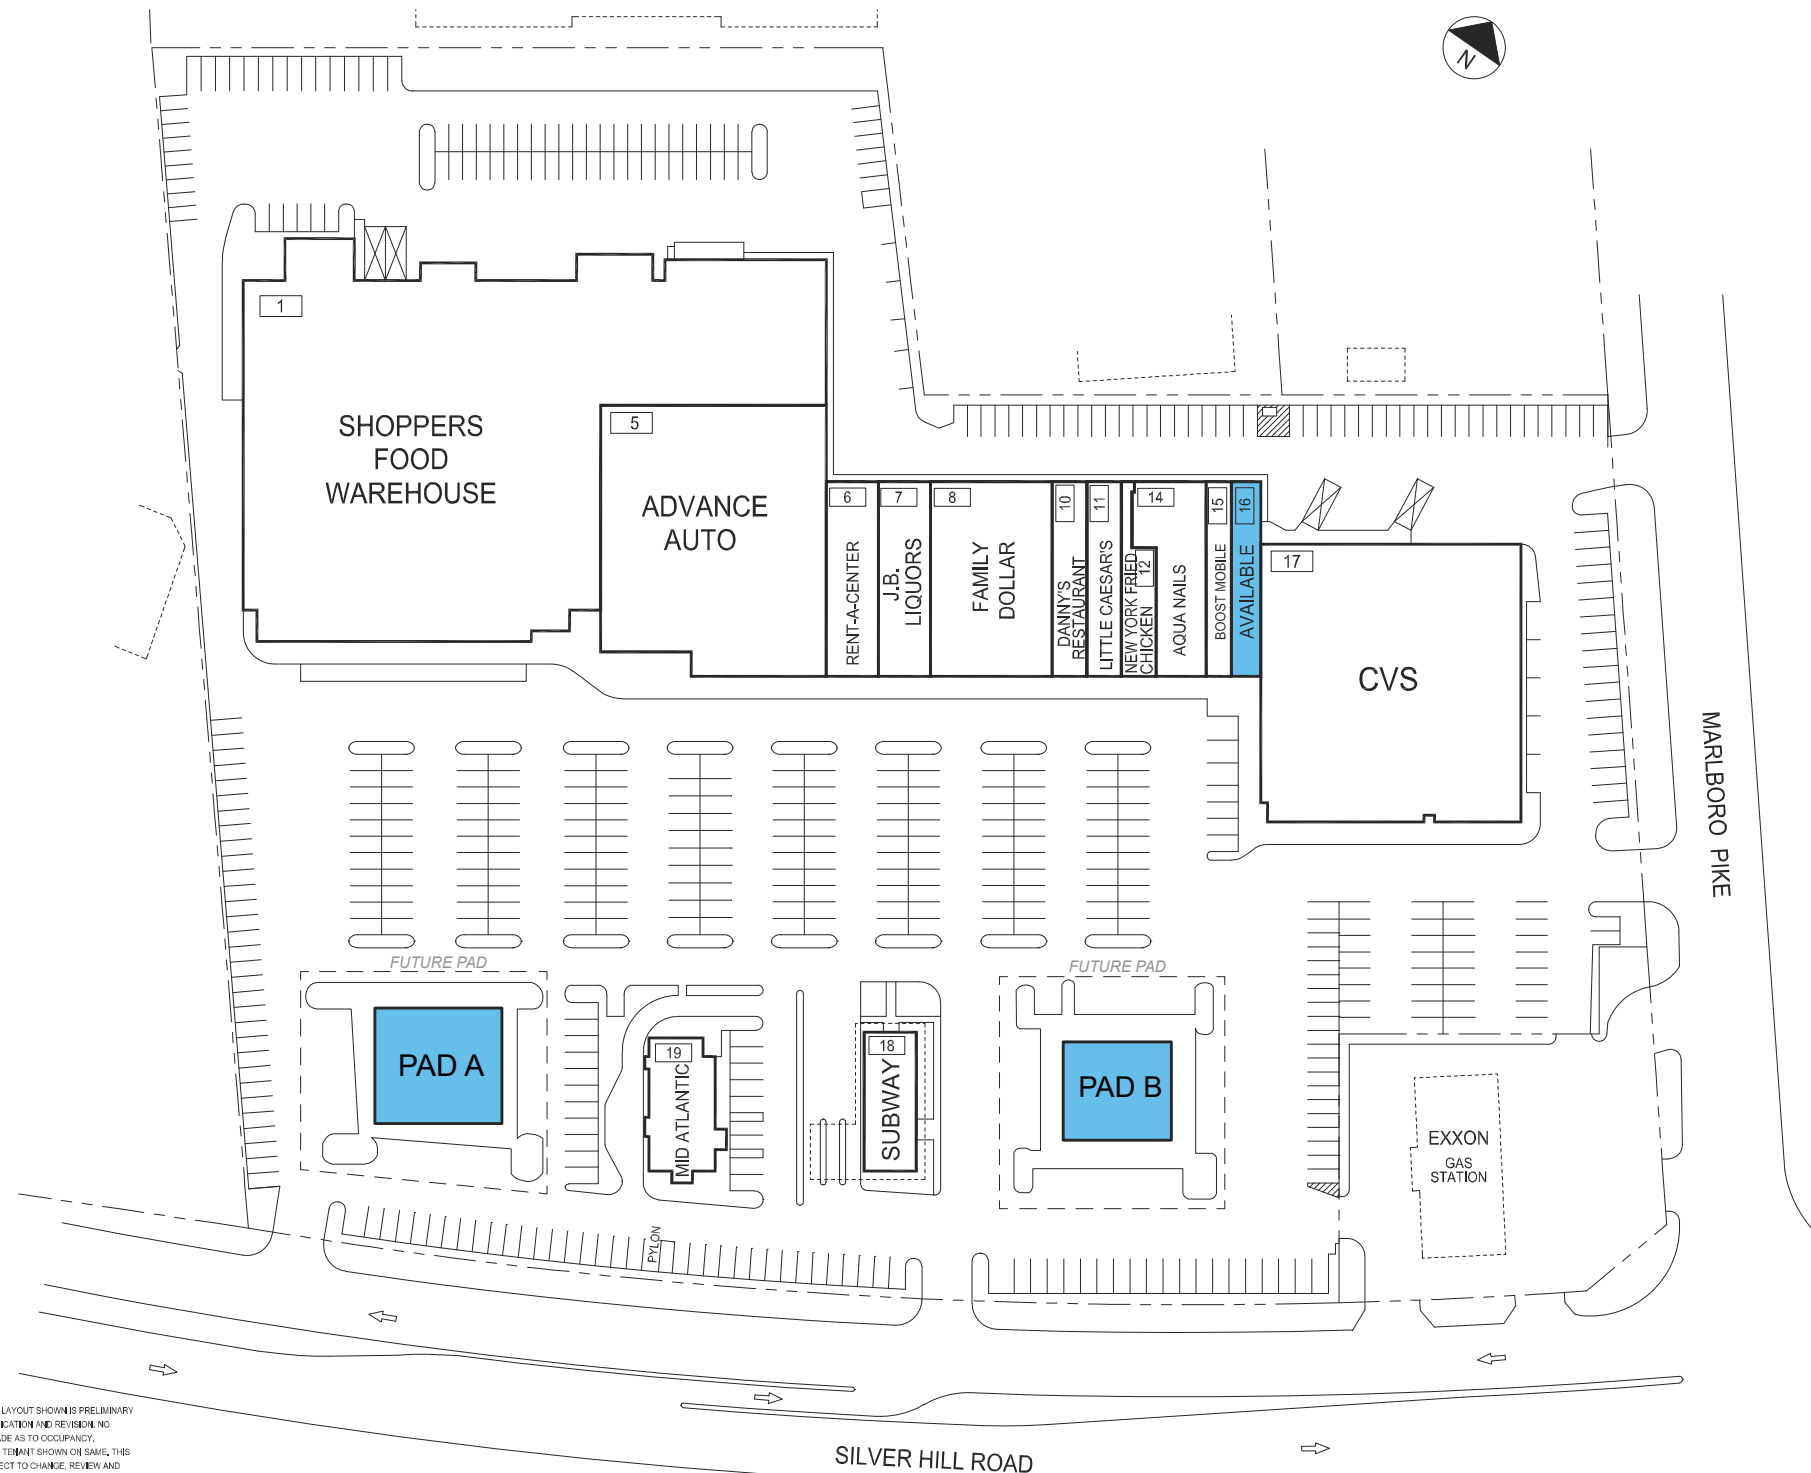 N
1
SHOPPERS
FOOD
WAREHOUSE
5
ADVANCE
AUTO
6
RENT-A-CENTER
7
J.B.
LIQUORS
8
FAMILY
DOLLAR
10
DANNY'S
RESTAURANT
11
LITTLE CAESAR'S
12
NEW YORK FRIED
CHICKEN
14
AQUA NAILS
15
BOOST MOBILE
16
AVAILABLE
17
CVS
MARLBORO PIKE
FUTURE PAD
PAD A
19
MID ATLANTIC
18
SUBWAY
FUTURE PAD
PAD B
EXXON
GAS
STATION
PYLON
SILVER HILL ROAD
LAYOUT SHOWN IS PRELIMINARY
ICATION AND REVISION. NO
DE AS TO OCCUPANCY,
TENANT SHOWN ON SAME. THIS
ECT TO CHANGE, REVIEW AND